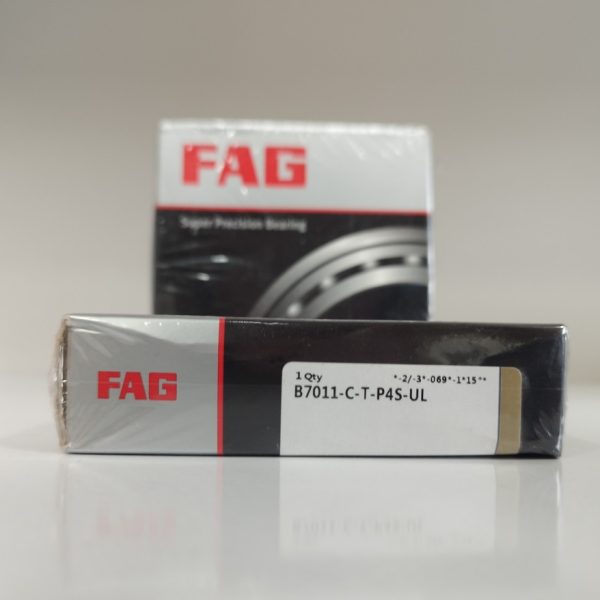 FAG
Super Precision Bearing
FAG
1 Qty *-2/-3*-069*-1*15**
B7011-C-T-P4S-UL